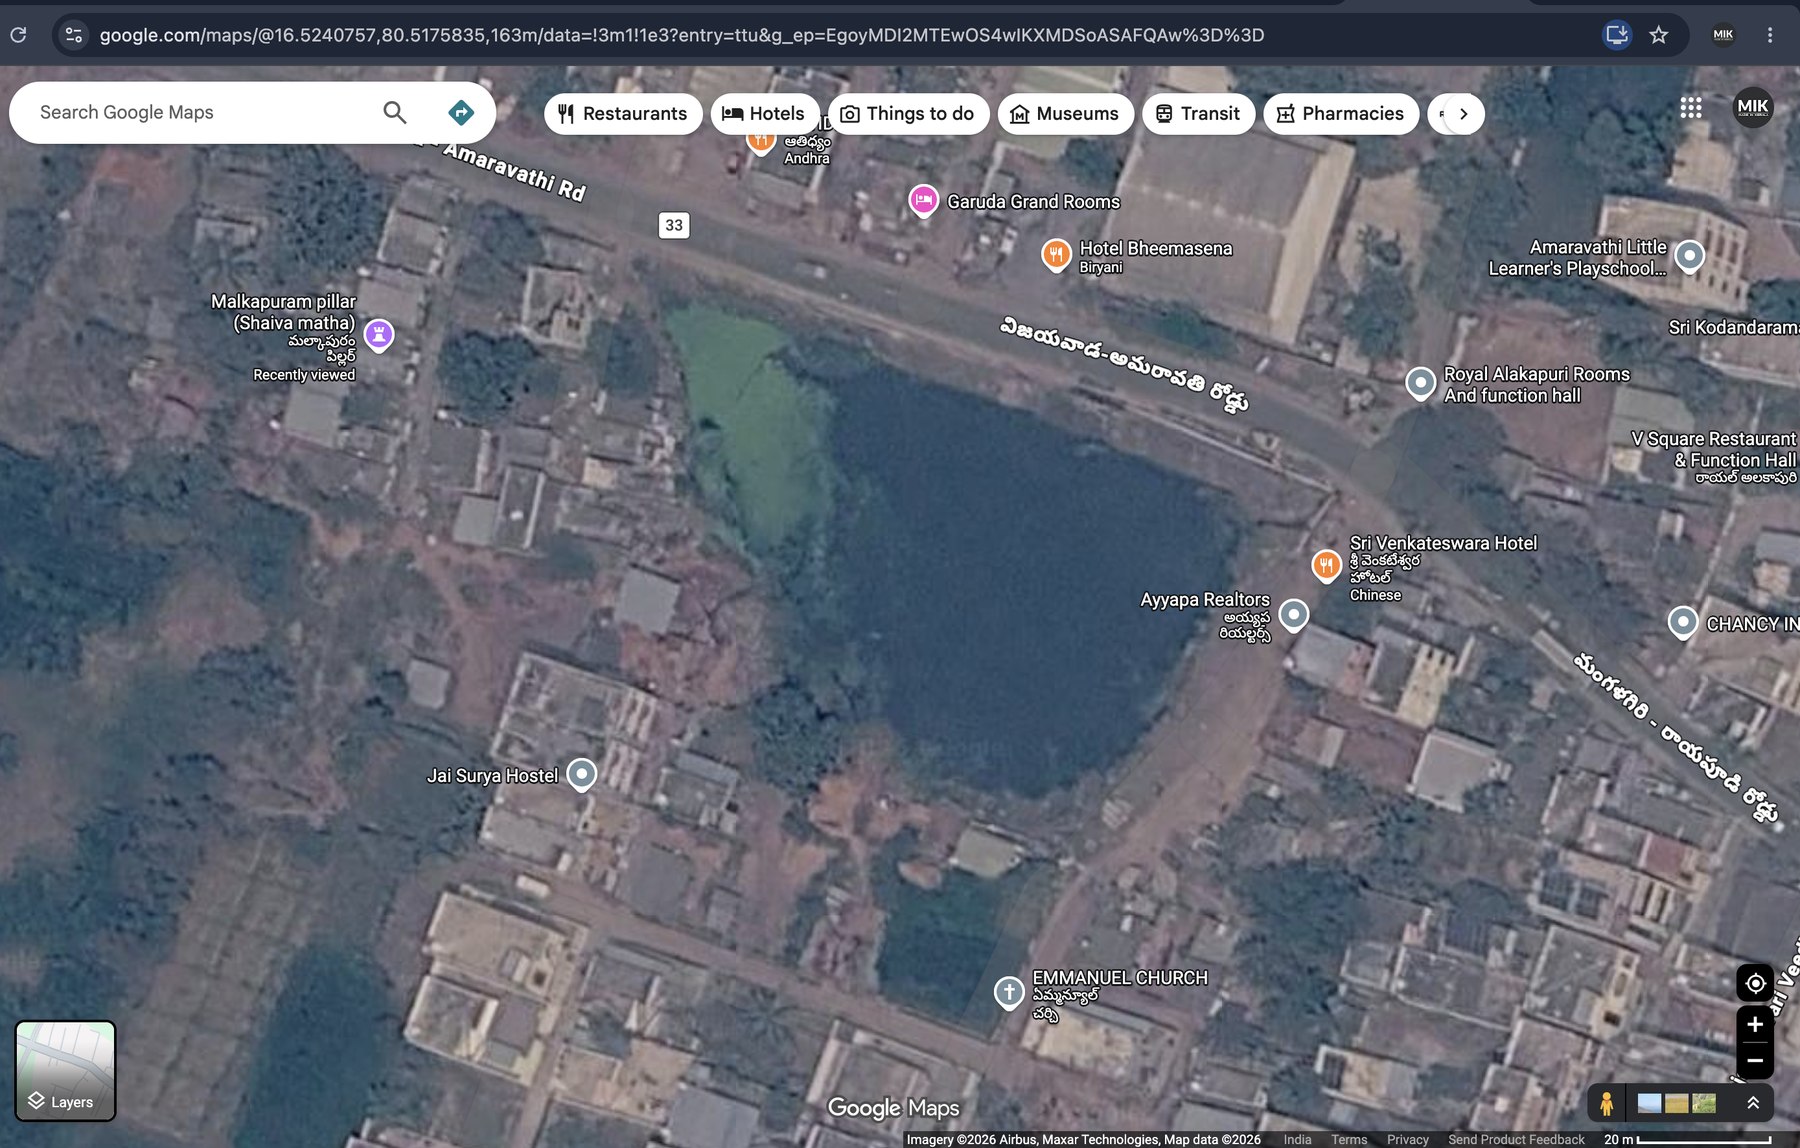 google.com/maps/@16.5240757,80.5175835,163m/data=!3m1!1e3?entry=ttu&g_ep=EgoyMDI2MTEwOS4wIKXMDSoASAFQAw%3D%3D
MIK
Search Google Maps
Restaurants
Hotels
Things to do
Museums
Transit
Pharmacies
MIK
ఆతిథ్యం
Andhra
Amaravathi Rd
33
Garuda Grand Rooms
Hotel Bheemasena
Biryani
Amaravathi Little
Learner's Playschool...
Malkapuram pillar
(Shaiva matha)
మల్కాపురం
పిల్లర్
Recently viewed
Sri Kodandarama
విజయవాడ-అమరావతి రోడ్డు
Royal Alakapuri Rooms
And function hall
V Square Restaurant
& Function Hall
రాయల్ అలకాపురి
Sri Venkateswara Hotel
శ్రీ వెంకటేశ్వర
హోటల్
Chinese
Ayyapa Realtors
అయ్యప
రియల్టర్స్
CHANCY IN
మంగళగిరి - రాయపూడి రోడ్డు
Jai Surya Hostel
EMMANUEL CHURCH
ఏమ్మన్యూల్
చర్చి
Layers
Google Maps
Imagery ©2026 Airbus, Maxar Technologies, Map data ©2026
India
Terms
Privacy
Send Product Feedback
20 m